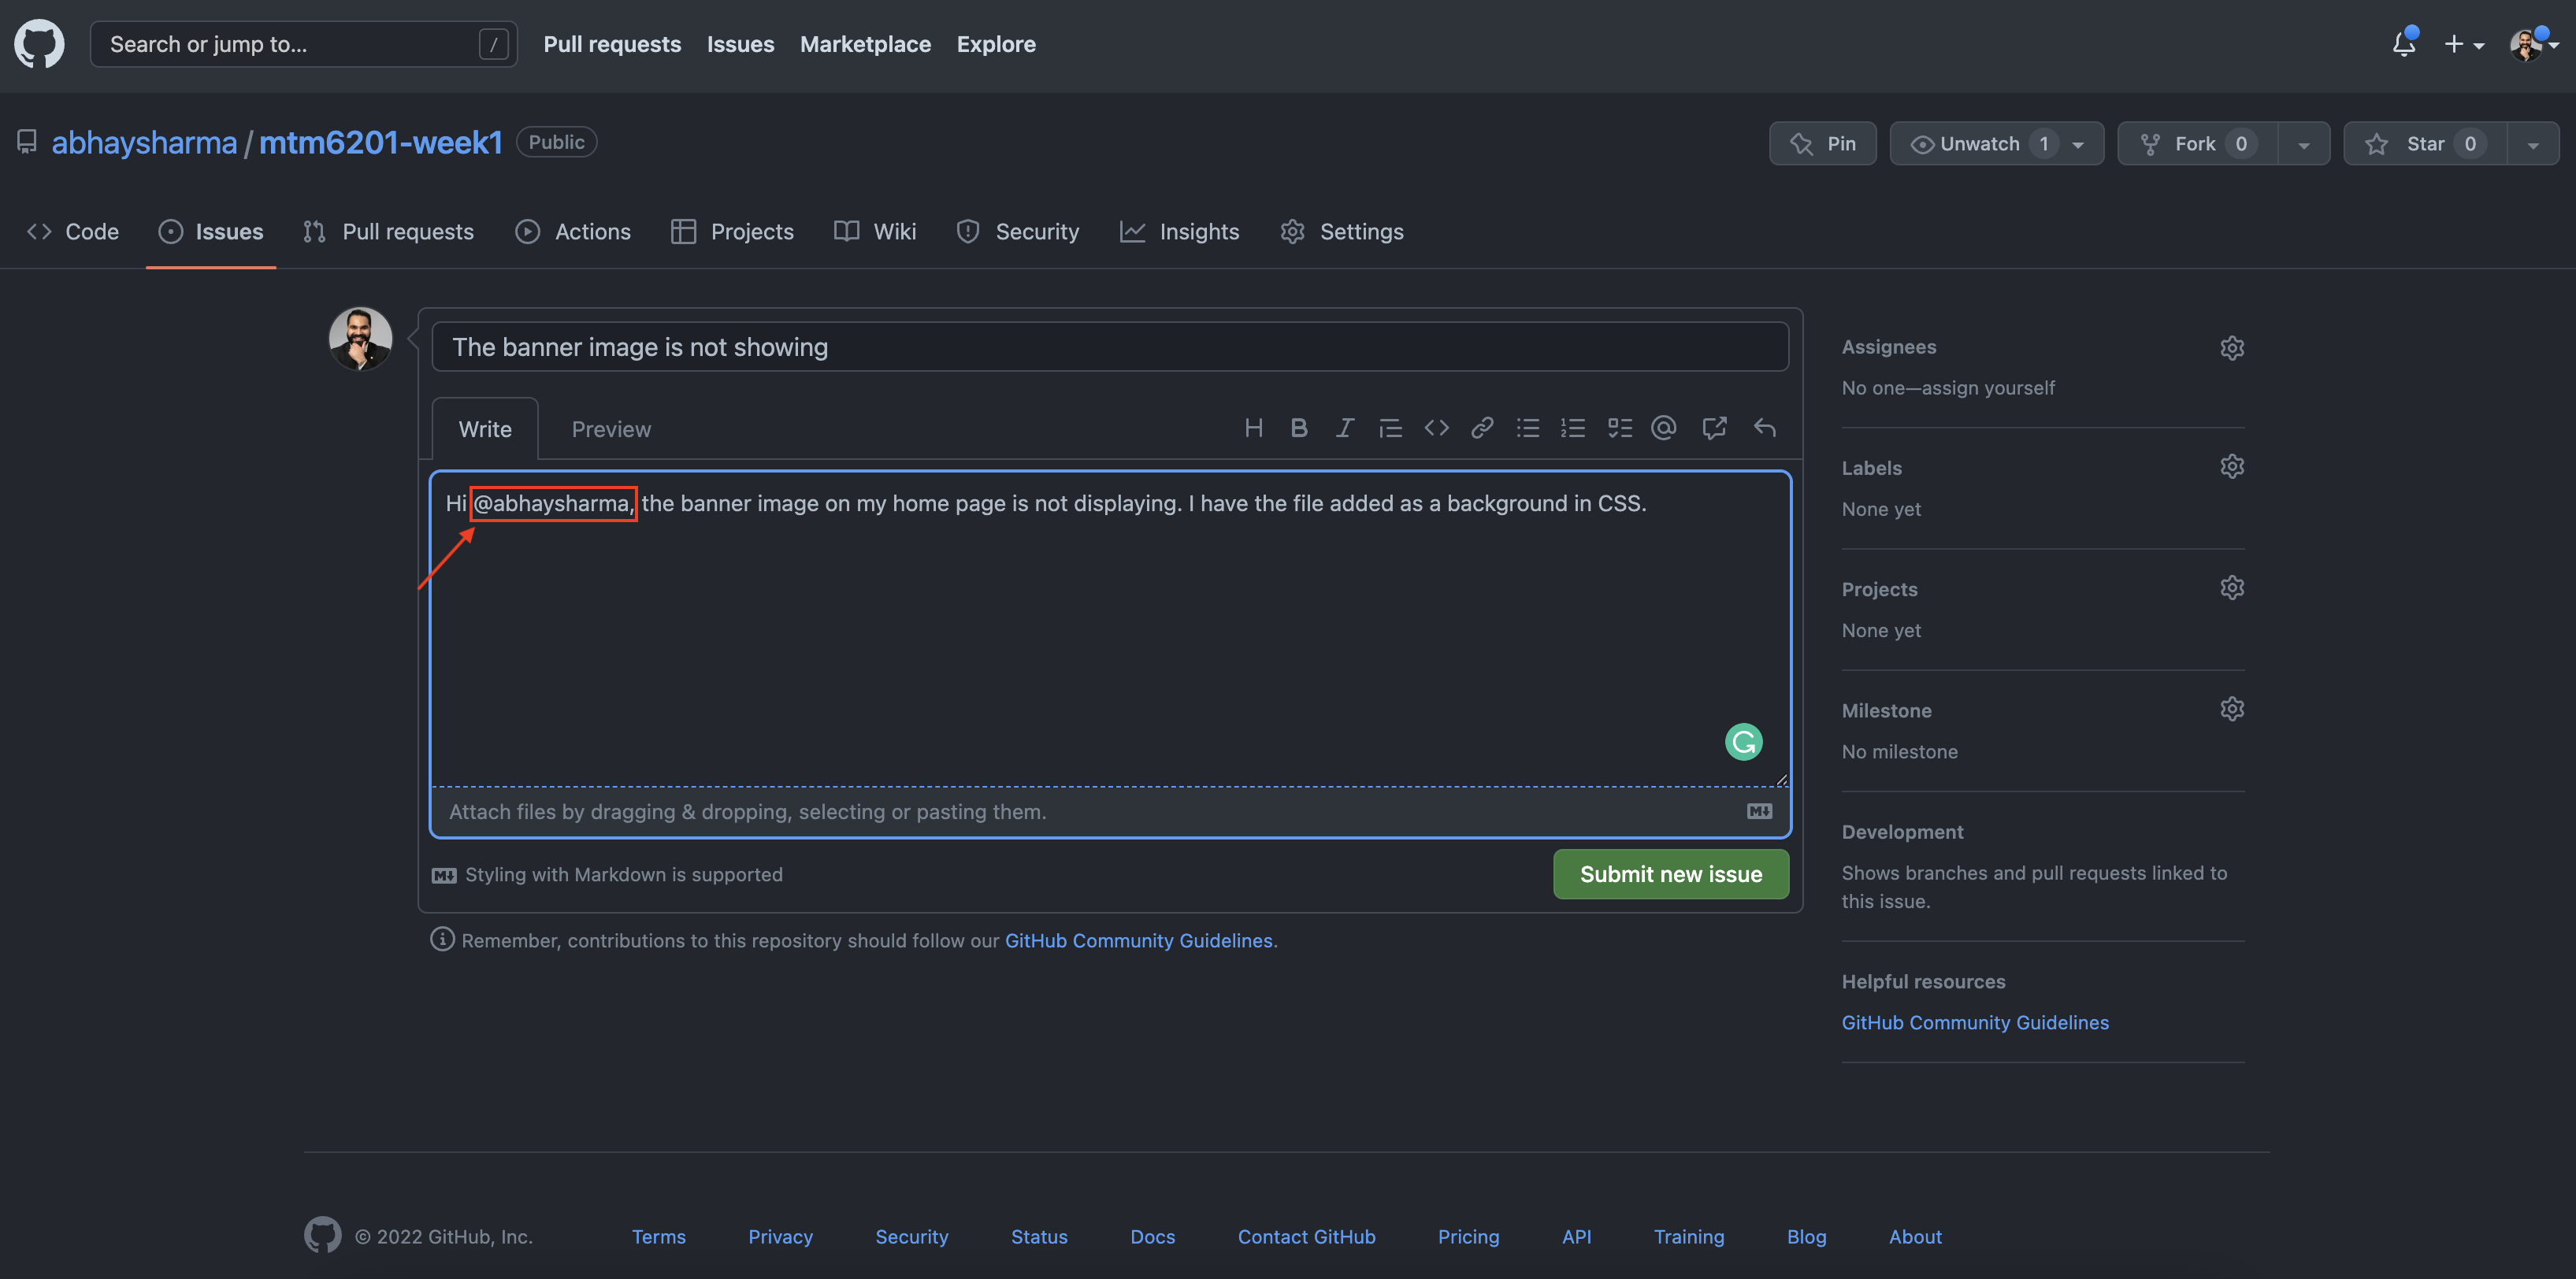 Search or jump to... / Pull requests Issues Marketplace Explore
abhaysharma / mtm6201-week1 Public Pin Unwatch 1 Fork 0 Star 0
Code Issues Pull requests Actions Projects Wiki Security Insights Settings
The banner image is not showing
Write Preview
Hi @abhaysharma, the banner image on my home page is not displaying. I have the file added as a background in CSS.
Attach files by dragging & dropping, selecting or pasting them.
Styling with Markdown is supported
Submit new issue
Remember, contributions to this repository should follow our GitHub Community Guidelines.
Assignees
No one—assign yourself
Labels
None yet
Projects
None yet
Milestone
No milestone
Development
Shows branches and pull requests linked to
this issue.
Helpful resources
GitHub Community Guidelines
© 2022 GitHub, Inc. Terms Privacy Security Status Docs Contact GitHub Pricing API Training Blog About